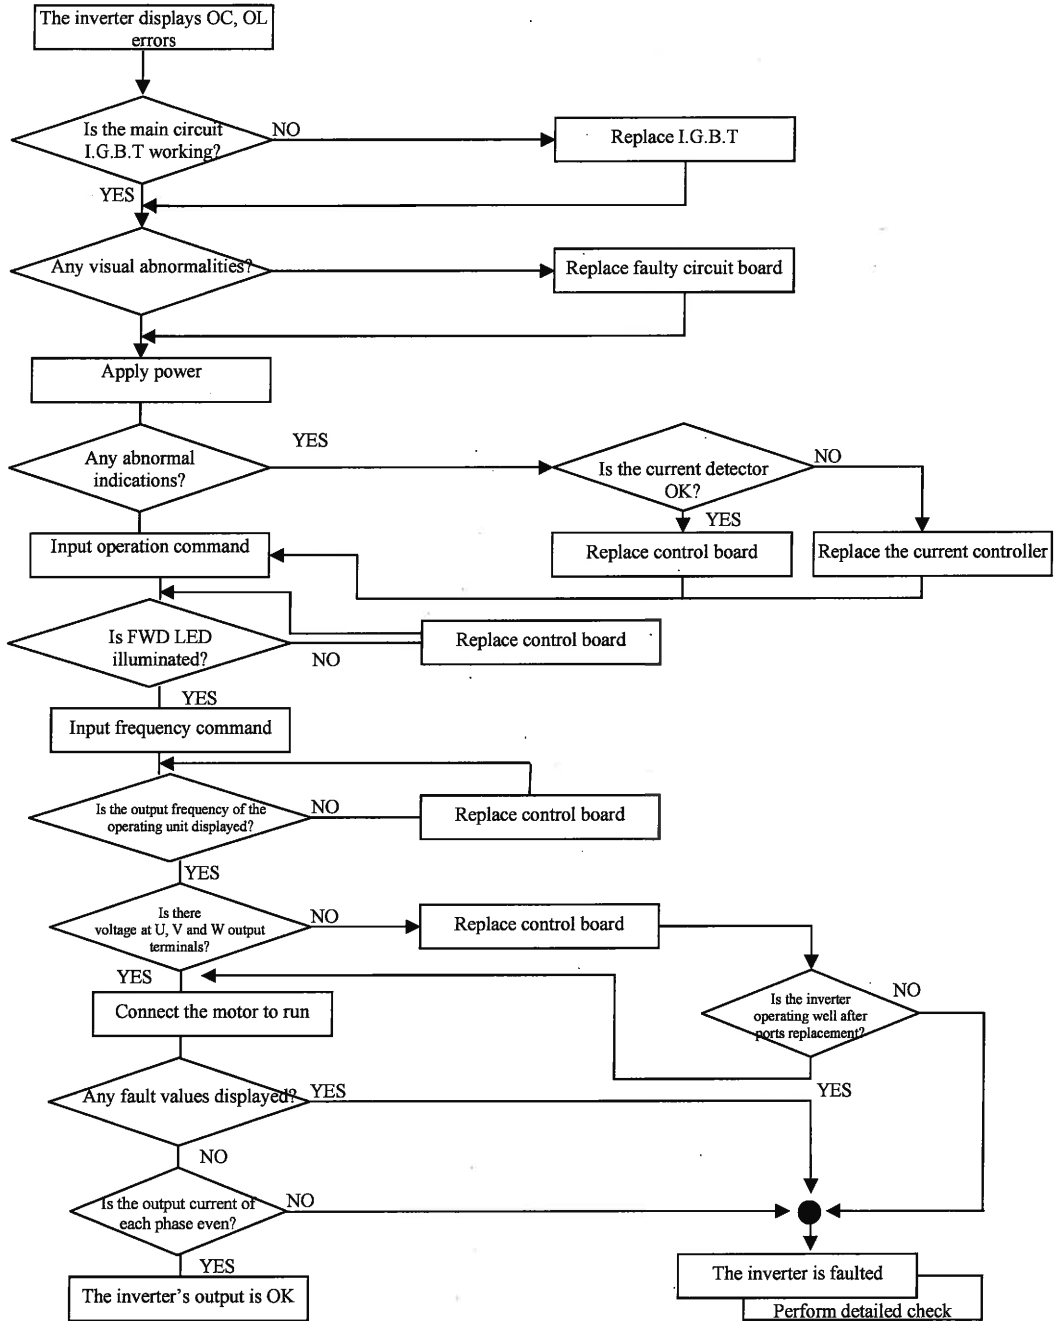 The inverter displays OC, OL
errors
Is the main circuit
I.G.B.T working?
NO
Replace I.G.B.T
YES
Any visual abnormalities?
Replace faulty circuit board
Apply power
YES
Any abnormal
indications?
Is the current detector
OK?
NO
YES
Input operation command
Replace control board
Replace the current controller
Is FWD LED
illuminated?
NO
Replace control board
YES
Input frequency command
Is the output frequency of the
operating unit displayed?
NO
Replace control board
YES
Is there
voltage at U, V and W output
terminals?
NO
Replace control board
YES
Connect the motor to run
Is the inverter
operating well after
ports replacement?
NO
YES
Any fault values displayed?
YES
NO
Is the output current of
each phase even?
NO
YES
The inverter's output is OK
The inverter is faulted
Perform detailed check